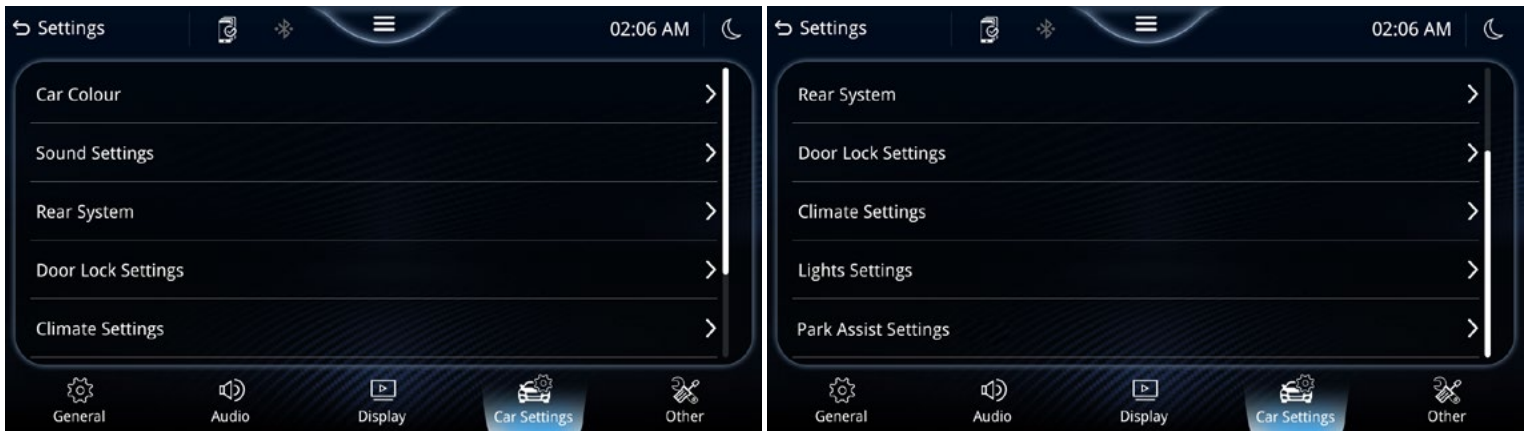 Settings
02:06 AM
Car Colour
Sound Settings
Rear System
Door Lock Settings
Climate Settings
General
Audio
Display
Car Settings
Other
Settings
02:06 AM
Rear System
Door Lock Settings
Climate Settings
Lights Settings
Park Assist Settings
General
Audio
Display
Car Settings
Other